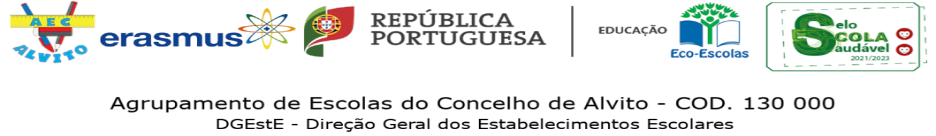 AEC
ALVITO
erasmus
REPÚBLICA
PORTUGUESA
EDUCAÇÃO
Eco-Escolas
Selo
ESCOLA
Saudável
2021/2023
Agrupamento de Escolas do Concelho de Alvito - COD. 130 000
DGEstE - Direção Geral dos Estabelecimentos Escolares